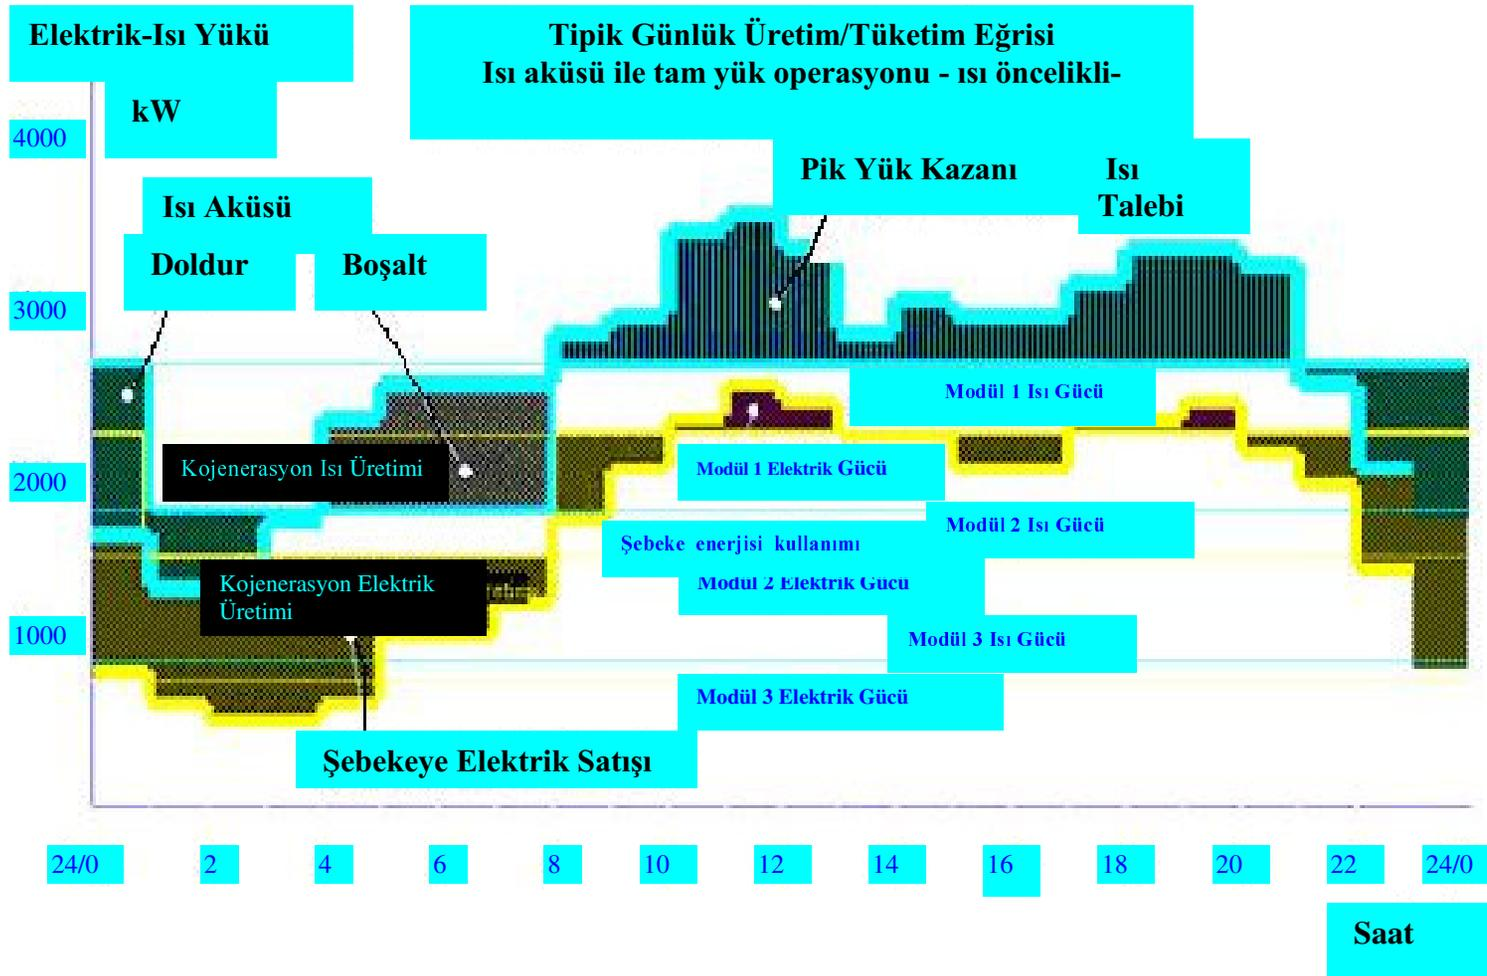 Elektrik-Isı Yükü
kW
Tipik Günlük Üretim/Tüketim Eğrisi
Isı aküsü ile tam yük operasyonu - ısı öncelikli-
4000
Pik Yük Kazanı
Isı
Talebi
Isı Aküsü
Doldur
Boşalt
3000
Modül 1 Isı Gücü
Kojenerasyon Isı Üretimi
Modül 1 Elektrik Gücü
2000
Modül 2 Isı Gücü
Şebeke enerjisi kullanımı
Modül 2 Elektrik Gücü
Kojenerasyon Elektrik
Üretimi
1000
Modül 3 Isı Gücü
Modül 3 Elektrik Gücü
Şebekeye Elektrik Satışı
24/0 2 4 6 8 10 12 14 16 18 20 22 24/0
Saat